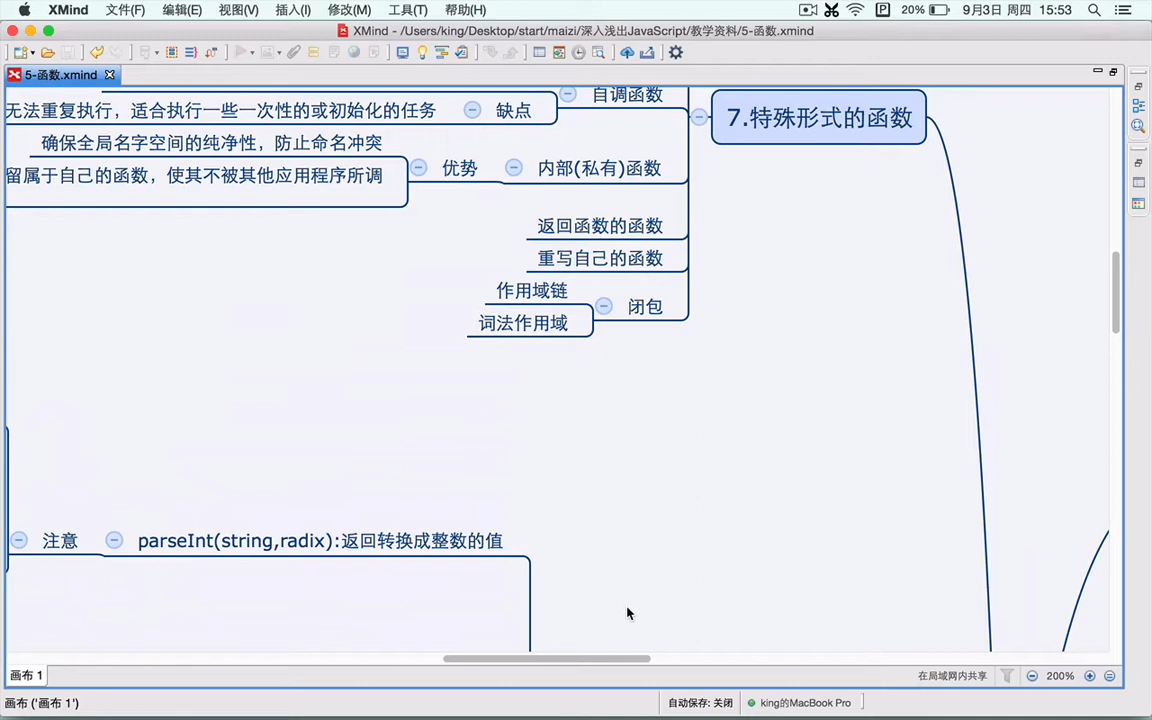 XMind 文件(F) 编辑(E) 视图(V) 插入(I) 修改(M) 工具(T) 帮助(H) 20% 9月3日 周四 15:53
XMind - /Users/king/Desktop/start/maizi/深入浅出JavaScript/教学资料/5-函数.xmind
5-函数.xmind
自调函数
无法重复执行，适合执行一些一次性的或初始化的任务 缺点
7.特殊形式的函数
确保全局名字空间的纯净性，防止命名冲突
优势 内部(私有)函数
留属于自己的函数，使其不被其他应用程序所调
返回函数的函数
重写自己的函数
作用域链
闭包
词法作用域
注意 parseInt(string,radix):返回转换成整数的值
画布 1 在局域网内共享 200%
画布 ('画布 1') 自动保存: 关闭 king的MacBook Pro